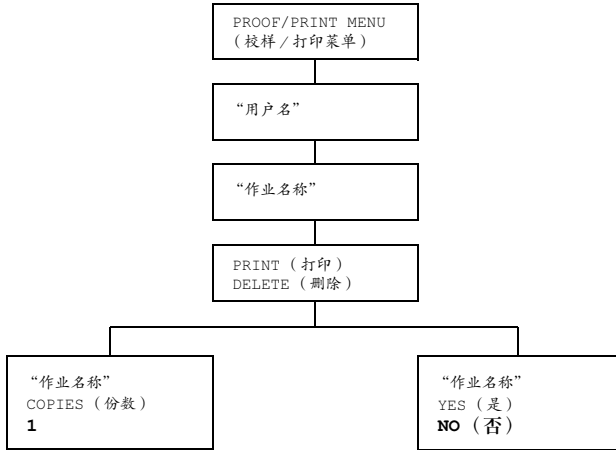 PROOF/PRINT MENU
（校样／打印菜单）
“用户名”
“作业名称”
PRINT（打印）
DELETE（删除）
“作业名称”
COPIES（份数）
1
“作业名称”
YES（是）
NO（否）